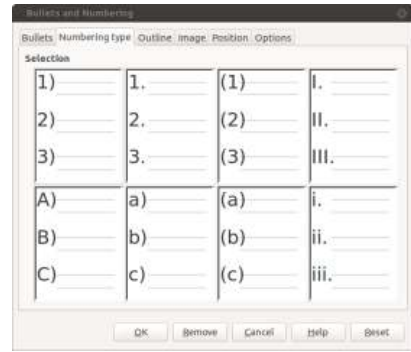 Bullets and Numbering
Bullets Numbering type Outline Image Position Options
Selection
1) 1. (1) I.
2) 2. (2) II.
3) 3. (3) III.
A) a) (a) i.
B) b) (b) ii.
C) c) (c) iii.
OK Remove Cancel Help Reset